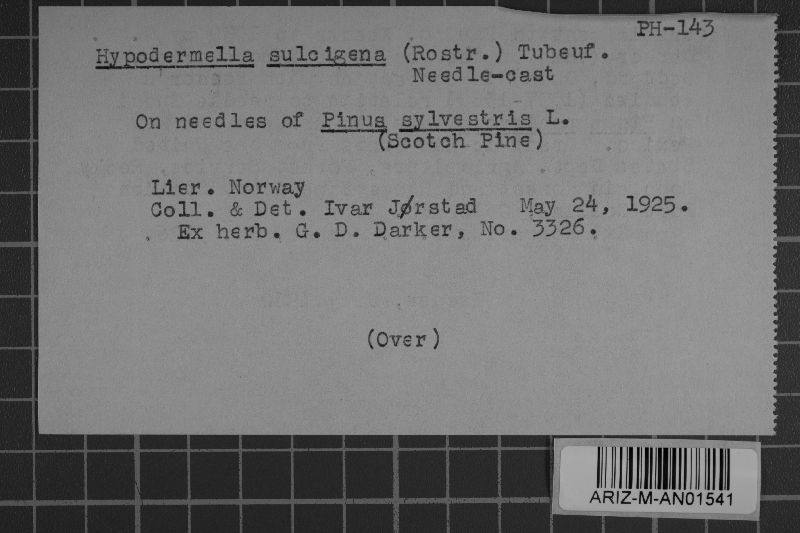 PH-143
Hypodermella sulcigena (Rostr.) Tubeuf.
Needle-cast
On needles of Pinus sylvestris L.
(Scotch Pine)
Lier. Norway
Coll. & Det. Ivar Jørstad May 24, 1925.
Ex herb. G. D. Darker, No. 3326.
(Over)
ARIZ-M-AN01541